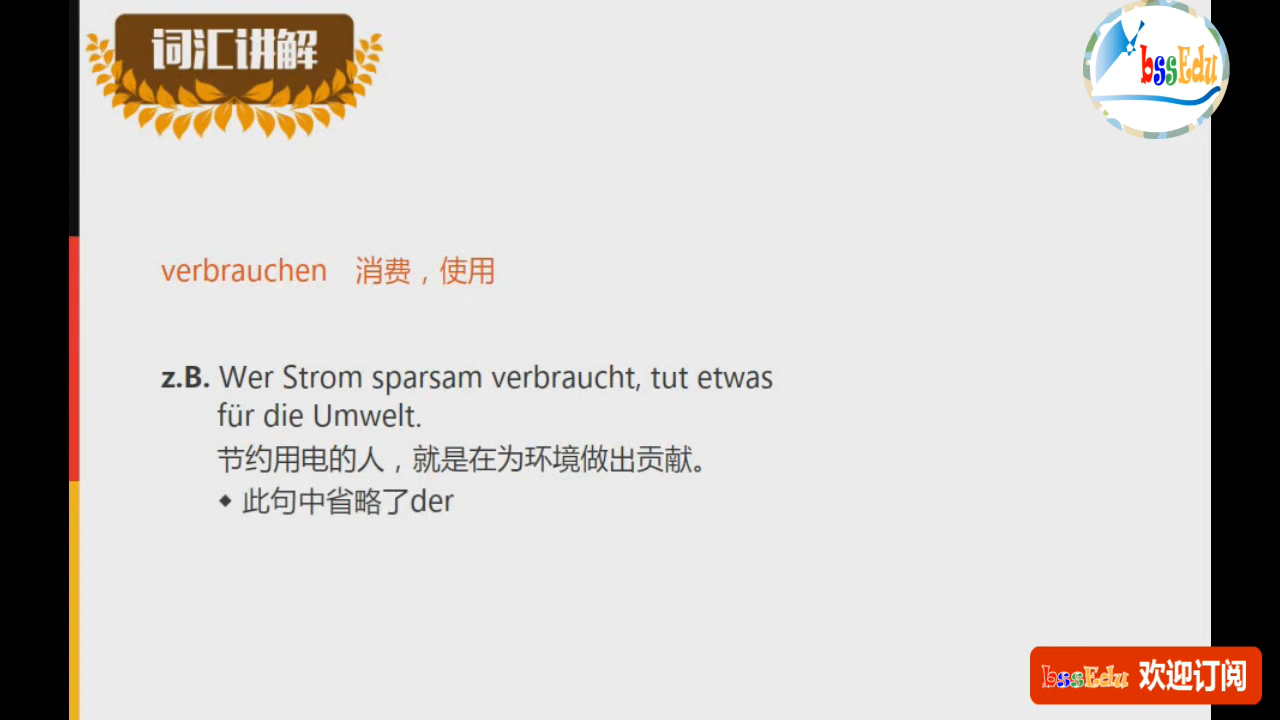 词汇讲解
bssEdu
verbrauchen 消费，使用
z.B. Wer Strom sparsam verbraucht, tut etwas
für die Umwelt.
节约用电的人，就是在为环境做出贡献。
◆ 此句中省略了der
bssEdu 欢迎订阅